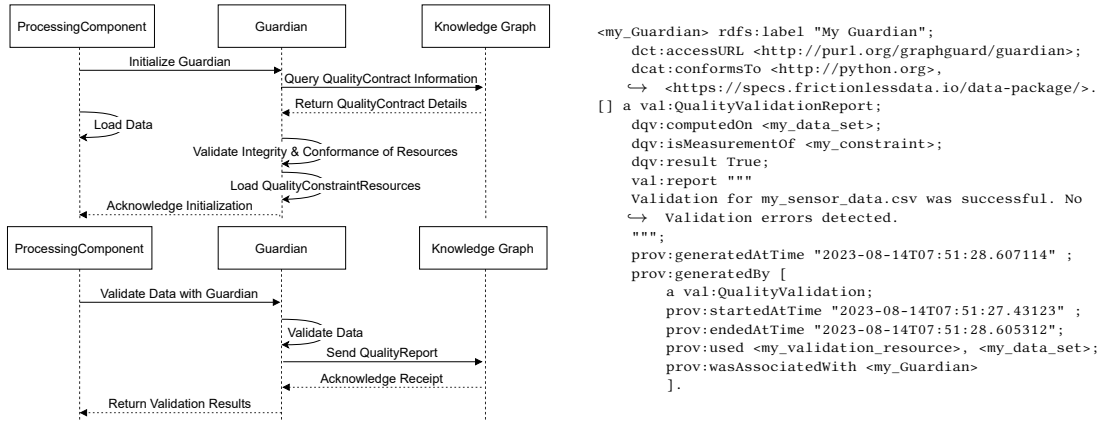 ProcessingComponent
Guardian
Knowledge Graph
Initialize Guardian
Query QualityContract Information
Return QualityContract Details
Load Data
Validate Integrity & Conformance of Resources
Load QualityConstraintResources
Acknowledge Initialization
ProcessingComponent
Guardian
Knowledge Graph
Validate Data with Guardian
Validate Data
Send QualityReport
Acknowledge Receipt
Return Validation Results
<my_Guardian> rdfs:label "My Guardian";
dct:accessURL <http://purl.org/graphguard/guardian>;
dcat:conformsTo <http://python.org>,
↪ <https://specs.frictionlessdata.io/data-package/>.
[] a val:QualityValidationReport;
dqv:computedOn <my_data_set>;
dqv:isMeasurementOf <my_constraint>;
dqv:result True;
val:report """
Validation for my_sensor_data.csv was successful. No
↪ Validation errors detected.
""";
prov:generatedAtTime "2023-08-14T07:51:28.607114" ;
prov:generatedBy [
a val:QualityValidation;
prov:startedAtTime "2023-08-14T07:51:27.43123" ;
prov:endedAtTime "2023-08-14T07:51:28.605312";
prov:used <my_validation_resource>, <my_data_set>;
prov:wasAssociatedWith <my_Guardian>
].